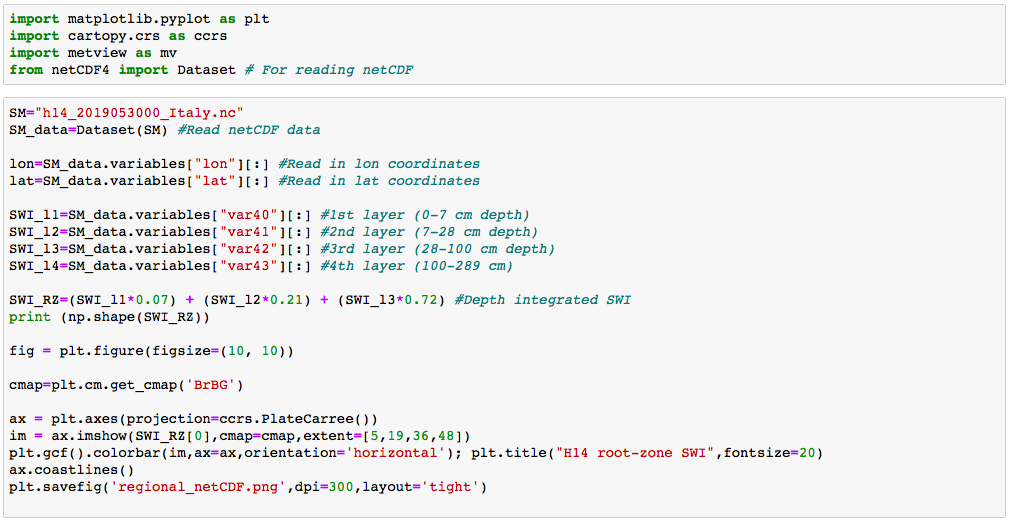 import matplotlib.pyplot as plt
import cartopy.crs as ccrs
import metview as mv
from netCDF4 import Dataset # For reading netCDF
SM="h14_2019053000_Italy.nc"
SM_data=Dataset(SM) #Read netCDF data
lon=SM_data.variables["lon"][:] #Read in lon coordinates
lat=SM_data.variables["lat"][:] #Read in lat coordinates
SWI_l1=SM_data.variables["var40"][:] #1st layer (0-7 cm depth)
SWI_l2=SM_data.variables["var41"][:] #2nd layer (7-28 cm depth)
SWI_l3=SM_data.variables["var42"][:] #3rd layer (28-100 cm depth)
SWI_l4=SM_data.variables["var43"][:] #4th layer (100-289 cm)
SWI_RZ=(SWI_l1*0.07) + (SWI_l2*0.21) + (SWI_l3*0.72) #Depth integrated SWI
print (np.shape(SWI_RZ))
fig = plt.figure(figsize=(10, 10))
cmap=plt.cm.get_cmap('BrBG')
ax = plt.axes(projection=ccrs.PlateCarree())
im = ax.imshow(SWI_RZ[0],cmap=cmap,extent=[5,19,36,48])
plt.gcf().colorbar(im,ax=ax,orientation='horizontal'); plt.title("H14 root-zone SWI",fontsize=20)
ax.coastlines()
plt.savefig('regional_netCDF.png',dpi=300,layout='tight')